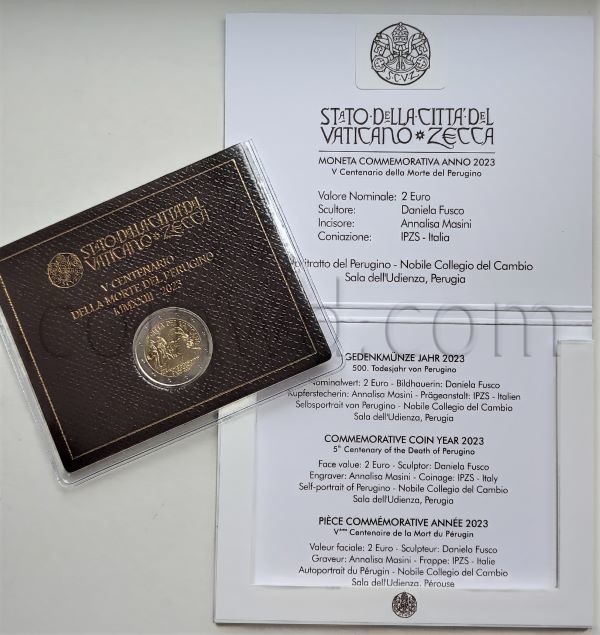 SCVZ
STATO·DELLA·CITTA'·DEL
VATICANO * ZECCA
MONETA COMMEMORATIVA ANNO 2023
V Centenario della Morte del Perugino
Valore Nominale: 2 Euro
Scultore: Daniela Fusco
Incisore: Annalisa Masini
Coniazione: IPZS - Italia
oritratto del Perugino - Nobile Collegio del Cambio
Sala dell'Udienza, Perugia
STATO·DELLA·CITTA'·DEL
VATICANO * ZECCA
V CENTENARIO
DELLA MORTE DEL PERUGINO
MDXXIII - 2023
GEDENKMÜNZE JAHR 2023
500. Todesjahr von Perugino
Nominalwert: 2 Euro - Bildhauerin: Daniela Fusco
Kupferstecherin: Annalisa Masini - Prägeanstalt: IPZS - Italien
Selbsporait von Perugino - Nobile Collegio del Cambio
Sala dell'Udienza, Perugia
COMMEMORATIVE COIN YEAR 2023
5th Centenary of the Death of Perugino
Face value: 2 Euro - Sculptor: Daniela Fusco
Engraver: Annalisa Masini - Coinage: IPZS - Italy
Self-portrait of Perugino - Nobile Collegio del Cambio
Sala dell'Udienza, Perugia
PIÈCE COMMÉMORATIVE ANNÉE 2023
Vème Centenaire de la Mort du Pérugin
Valeur faciale: 2 Euro - Sculpteur: Daniela Fusco
Graveur: Annalisa Masini - Frappe: IPZS - Italie
Autoportrait du Pérugin - Nobile Collegio del Cambio
Sala dell'Udienza, Pérouse